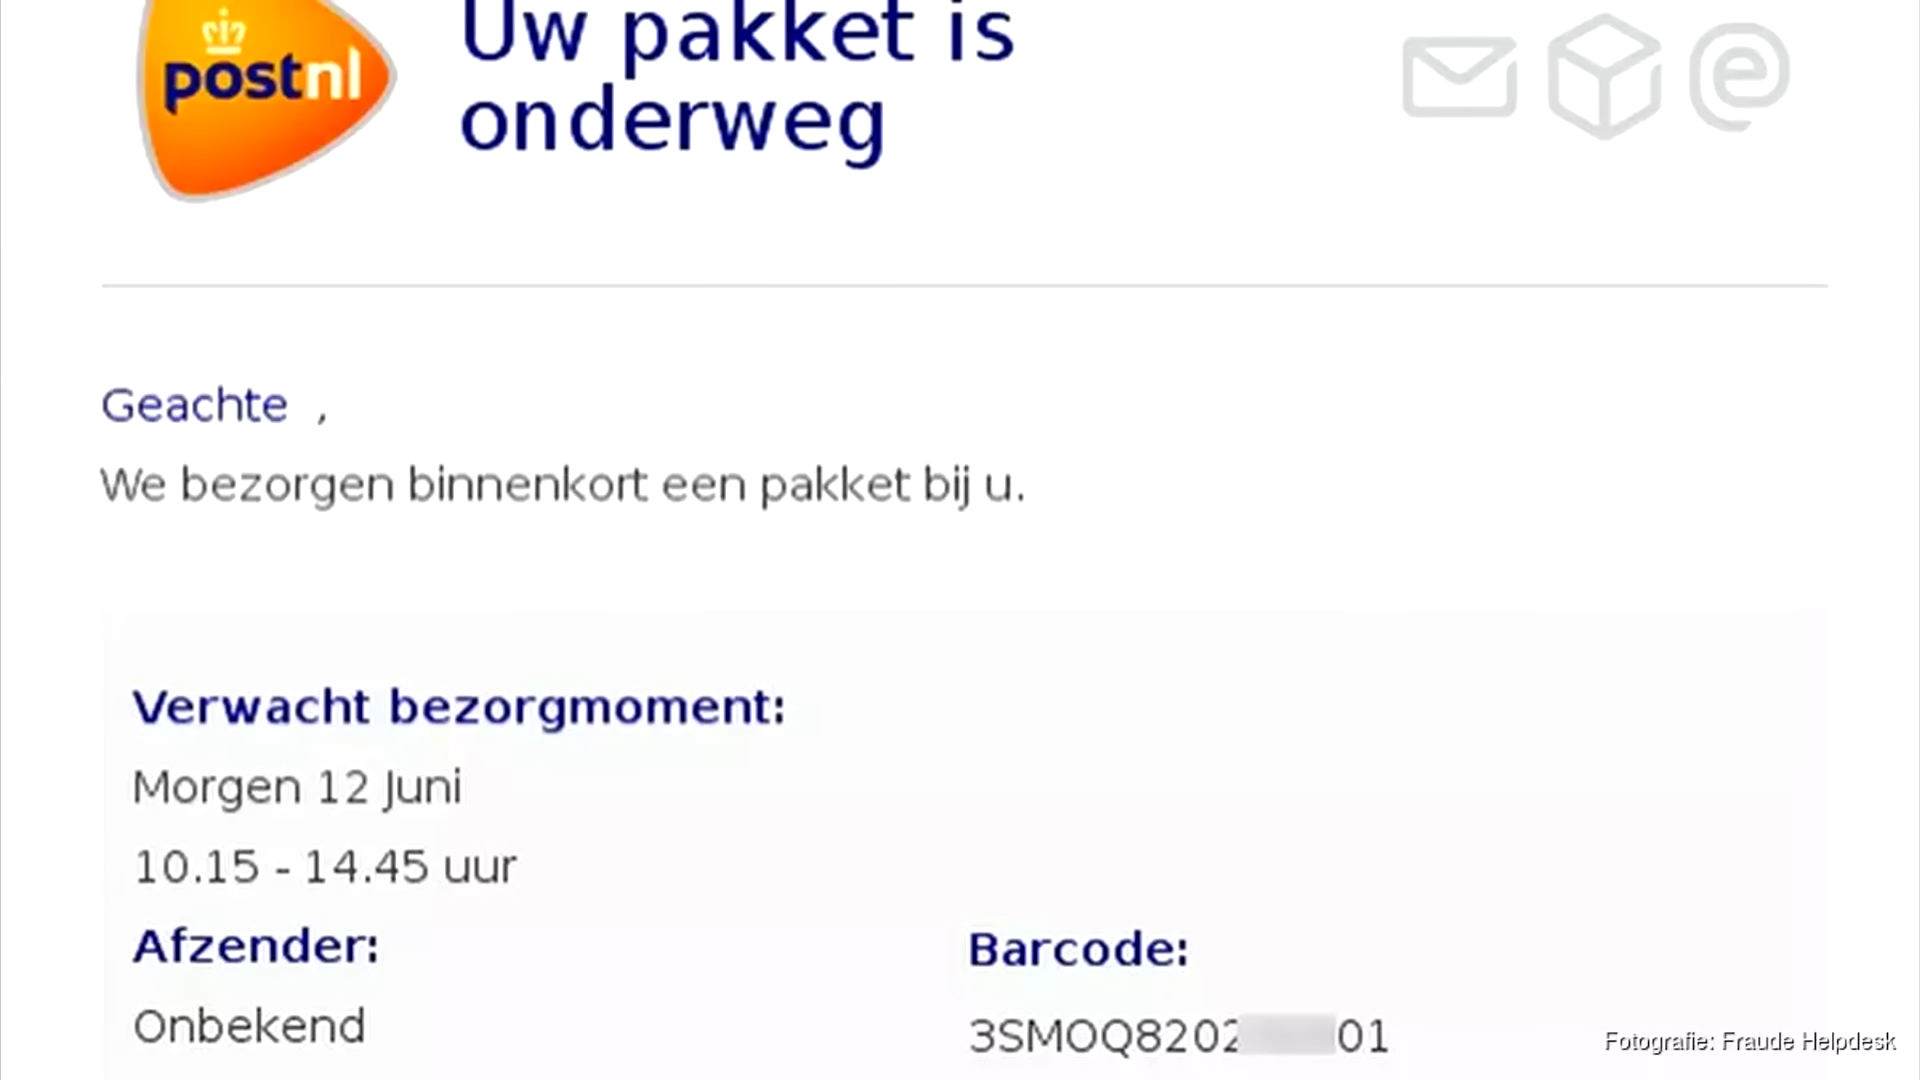 postnl
Uw pakket is
onderweg
Geachte ,
We bezorgen binnenkort een pakket bij u.
Verwacht bezorgmoment:
Morgen 12 Juni
10.15 - 14.45 uur
Afzender:
Onbekend
Barcode:
3SMOQ8202 01
Fotografie: Fraude Helpdesk